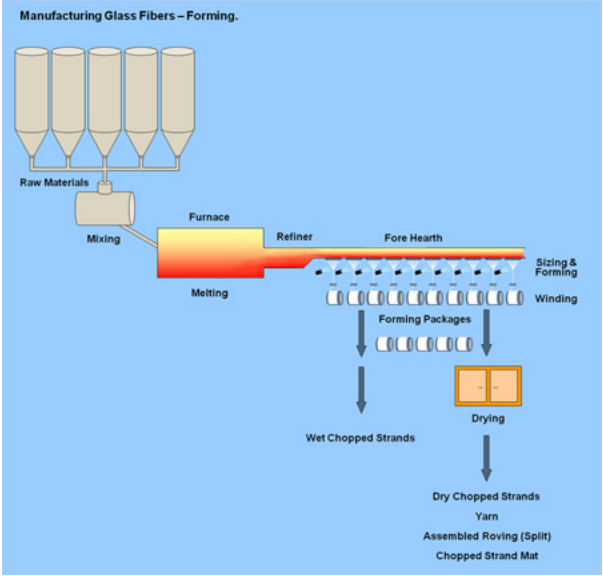 Manufacturing Glass Fibers – Forming.
Raw Materials
Mixing
Furnace
Refiner
Fore Hearth
Melting
Sizing &
Forming
Winding
Forming Packages
Drying
Wet Chopped Strands
Dry Chopped Strands
Yarn
Assembled Roving (Split)
Chopped Strand Mat